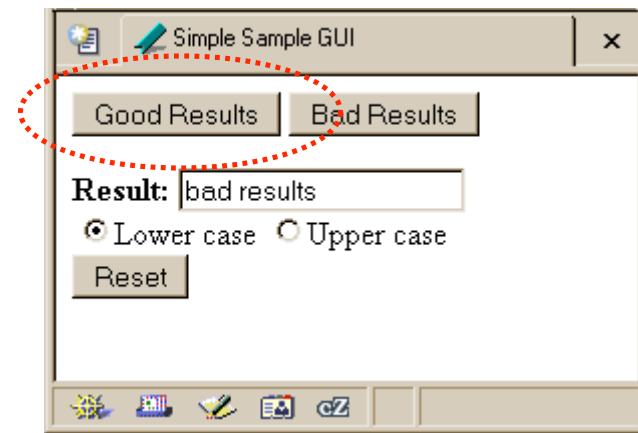 Simple Sample GUI ×
Good Results Bad Results
Result: bad results
Lower case Upper case
Reset
cZ